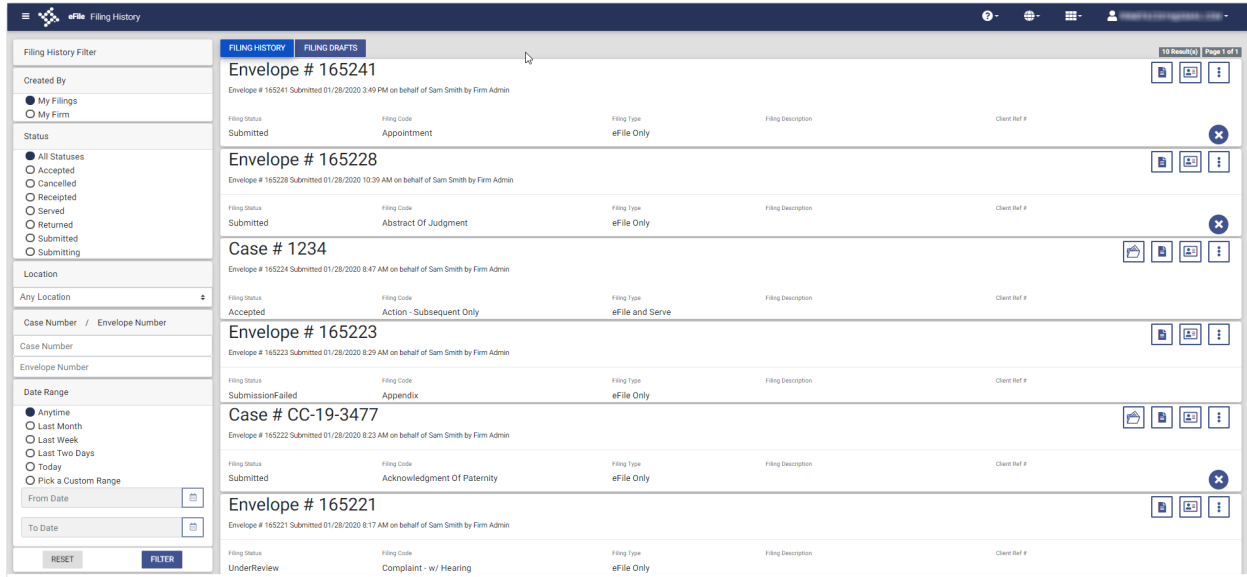 eFile Filing History
Filing History Filter
Created By
My Filings
My Firm
Status
All Statuses
Accepted
Cancelled
Receipted
Served
Returned
Submitted
Submitting
Location
Any Location
Case Number / Envelope Number
Case Number
Envelope Number
Date Range
Anytime
Last Month
Last Week
Last Two Days
Today
Pick a Custom Range
From Date
To Date
RESET FILTER
FILING HISTORY FILING DRAFTS
10 Result(s) Page 1 of 1
Envelope # 165241
Envelope # 165241 Submitted 01/28/2020 3:49 PM on behalf of Sam Smith by Firm Admin
Filing Status Filing Code Filing Type Filing Description Client Ref #
Submitted Appointment eFile Only
Envelope # 165228
Envelope # 165228 Submitted 01/28/2020 10:39 AM on behalf of Sam Smith by Firm Admin
Filing Status Filing Code Filing Type Filing Description Client Ref #
Submitted Abstract Of Judgment eFile Only
Case # 1234
Envelope # 165224 Submitted 01/28/2020 8:47 AM on behalf of Sam Smith by Firm Admin
Filing Status Filing Code Filing Type Filing Description Client Ref #
Accepted Action - Subsequent Only eFile and Serve
Envelope # 165223
Envelope # 165223 Submitted 01/28/2020 8:29 AM on behalf of Sam Smith by Firm Admin
Filing Status Filing Code Filing Type Filing Description Client Ref #
SubmissionFailed Appendix eFile Only
Case # CC-19-3477
Envelope # 165222 Submitted 01/28/2020 8:23 AM on behalf of Sam Smith by Firm Admin
Filing Status Filing Code Filing Type Filing Description Client Ref #
Submitted Acknowledgment Of Paternity eFile Only
Envelope # 165221
Envelope # 165221 Submitted 01/28/2020 8:17 AM on behalf of Sam Smith by Firm Admin
Filing Status Filing Code Filing Type Filing Description Client Ref #
UnderReview Complaint - w/ Hearing eFile Only